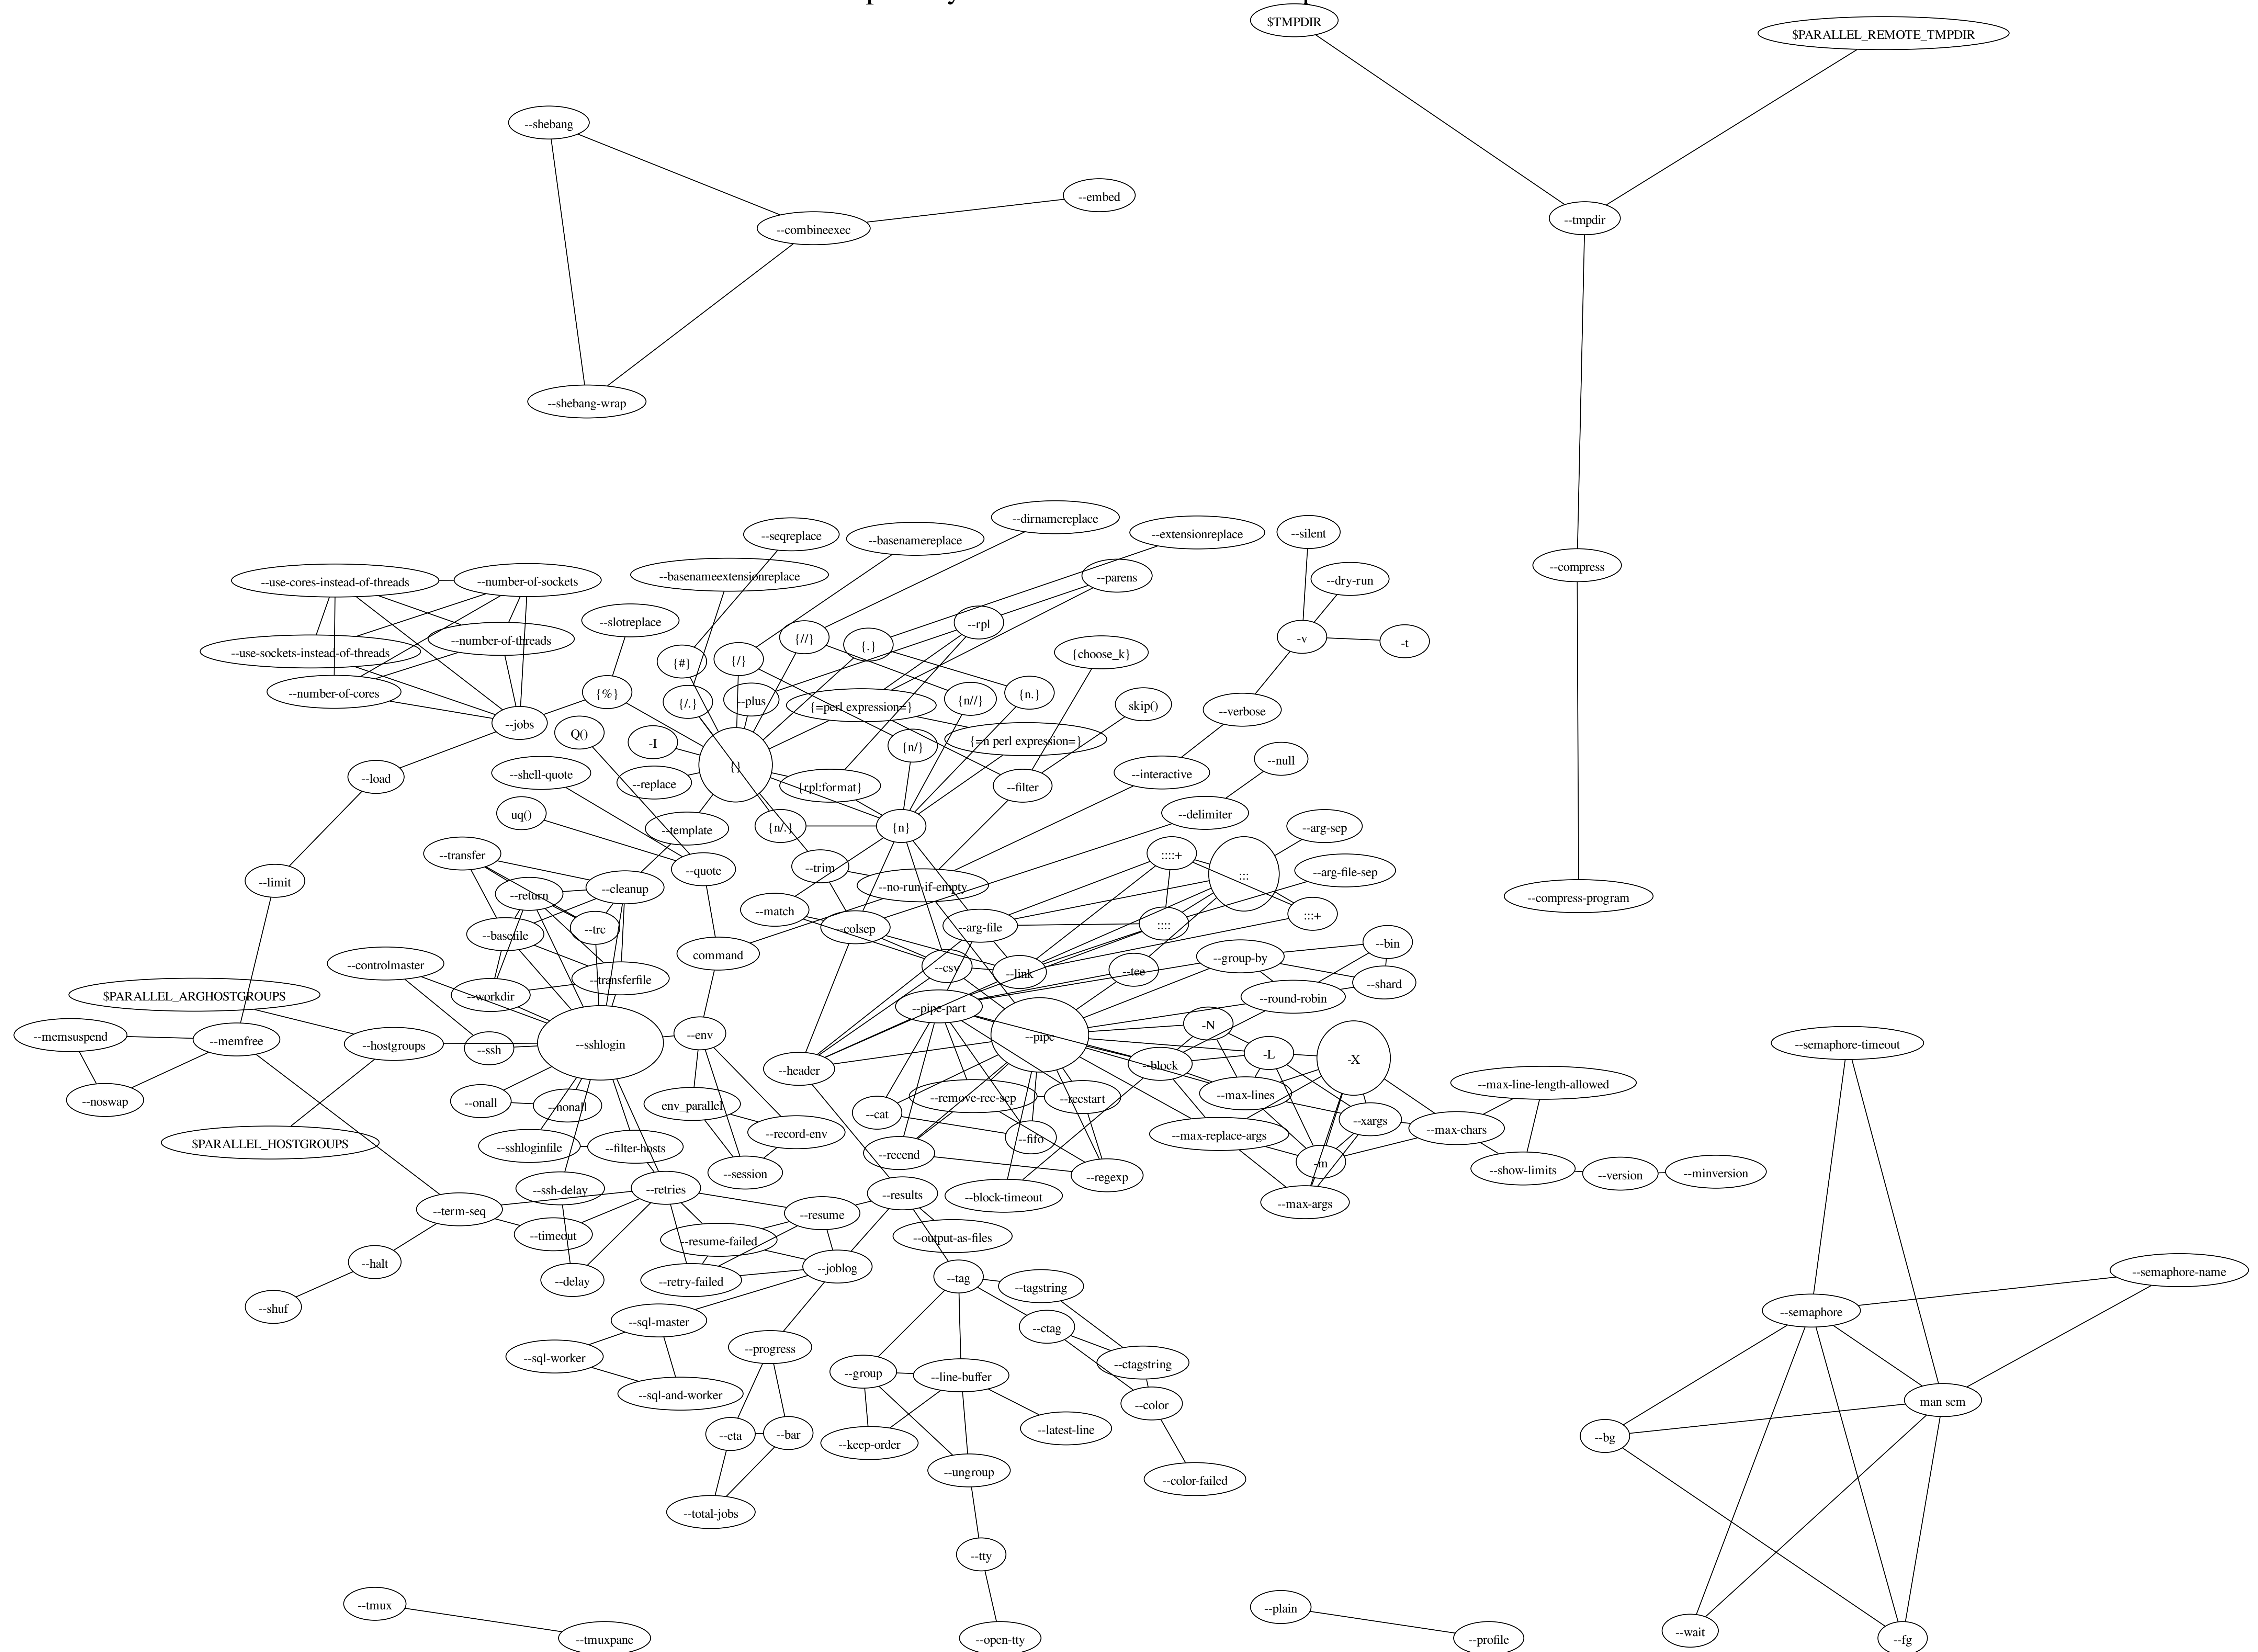 $TMPDIR
$PARALLEL_REMOTE_TMPDIR
--shebang
--embed
--tmpdir
--combineexec
--shebang-wrap
--dirnamereplace
--seqreplace
--basenamereplace
--extensionreplace
--silent
--compress
--use-cores-instead-of-threads
--number-of-sockets
--basenameextensionreplace
--parens
--dry-run
--slotreplace
--rpl
--number-of-threads
{//}
{.}
-v
-t
--use-sockets-instead-of-threads
{#}
{/}
{choose_k}
--number-of-cores
{%}
{/.}
--plus
{=perl expression=}
{n//}
{n.}
skip()
--verbose
--jobs
Q()
-I
{n/}
{=n perl expression=}
{}
--null
--load
--shell-quote
--replace
{rpl:format}
--filter
--interactive
uq()
--template
{n/.}
{n}
--delimiter
--arg-sep
--transfer
--quote
--trim
::::+
:::
--arg-file-sep
--limit
--return
--cleanup
--no-run-if-empty
--compress-program
--match
:::+
--basefile
--trc
--colsep
--arg-file
::::
--bin
command
--group-by
--controlmaster
--csv
--link
--tee
--transferfile
--shard
$PARALLEL_ARGHOSTGROUPS
--workdir
--round-robin
--pipe-part
--memsuspend
--memfree
--hostgroups
--ssh
--sshlogin
--env
--pipe
-N
--semaphore-timeout
--header
--block
-L
-X
--max-line-length-allowed
--noswap
--onall
--nonall
env_parallel
--cat
--remove-rec-sep
--recstart
--max-lines
--xargs
--record-env
--max-replace-args
--max-chars
$PARALLEL_HOSTGROUPS
--sshloginfile
--filter-hosts
--fifo
--recend
-m
--session
--regexp
--show-limits
--version
--minversion
--ssh-delay
--retries
--results
--block-timeout
--max-args
--term-seq
--resume
--timeout
--resume-failed
--output-as-files
--halt
--joblog
--semaphore-name
--delay
--retry-failed
--tag
--tagstring
--shuf
--semaphore
--sql-master
--ctag
--progress
--sql-worker
--ctagstring
--group
--line-buffer
--sql-and-worker
--color
man sem
--eta
--bar
--keep-order
--latest-line
--bg
--ungroup
--color-failed
--total-jobs
--tty
--tmux
--plain
--wait
--tmuxpane
--open-tty
--profile
--fg